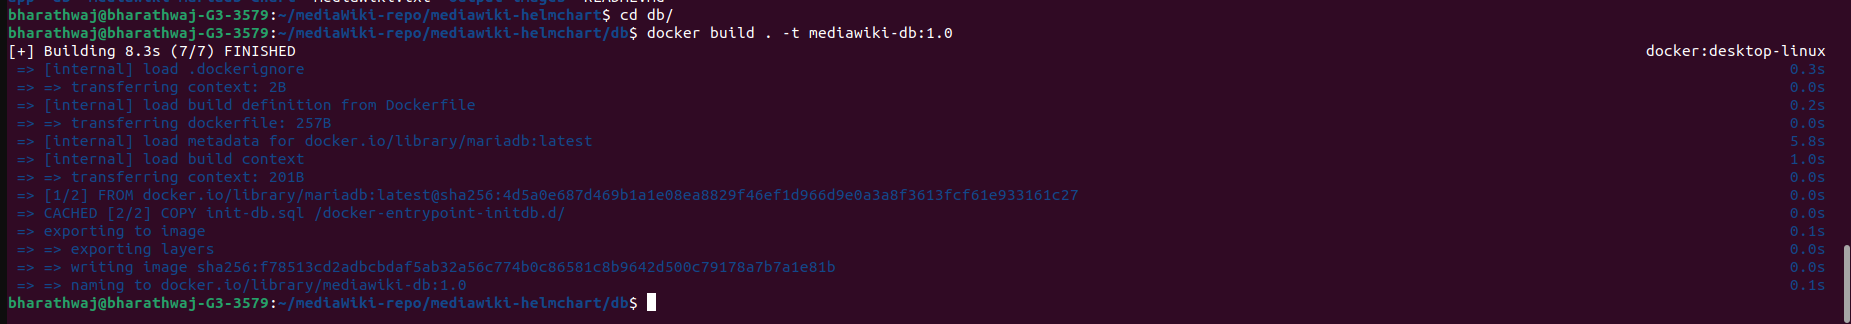 bharathwaj@bharathwaj-G3-3579:~/mediaWiki-repo/mediawiki-helmchart$ cd db/
bharathwaj@bharathwaj-G3-3579:~/mediaWiki-repo/mediawiki-helmchart/db$ docker build . -t mediawiki-db:1.0
[+] Building 8.3s (7/7) FINISHED docker:desktop-linux
=> [internal] load .dockerignore 0.3s
=> => transferring context: 2B 0.0s
=> [internal] load build definition from Dockerfile 0.2s
=> => transferring dockerfile: 257B 0.0s
=> [internal] load metadata for docker.io/library/mariadb:latest 5.8s
=> [internal] load build context 1.0s
=> => transferring context: 201B 0.0s
=> [1/2] FROM docker.io/library/mariadb:latest@sha256:4d5a0e687d469b1a1e08ea8829f46ef1d966d9e0a3a8f3613fcf61e933161c27 0.0s
=> CACHED [2/2] COPY init-db.sql /docker-entrypoint-initdb.d/ 0.0s
=> exporting to image 0.1s
=> => exporting layers 0.0s
=> => writing image sha256:f78513cd2adbcbdaf5ab32a56c774b0c86581c8b9642d500c79178a7b7a1e81b 0.0s
=> => naming to docker.io/library/mediawiki-db:1.0 0.1s
bharathwaj@bharathwaj-G3-3579:~/mediaWiki-repo/mediawiki-helmchart/db$